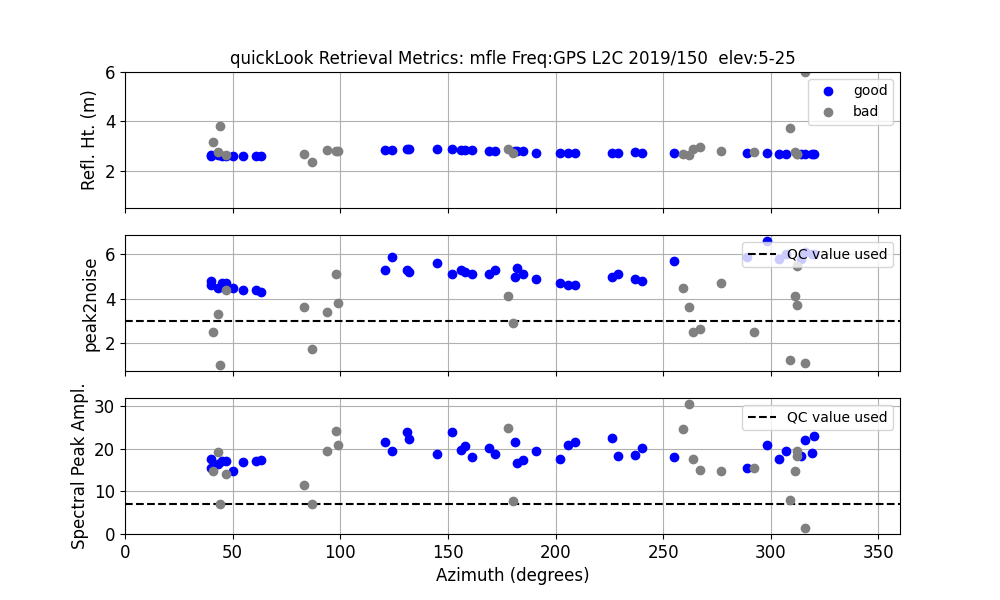 quickLook Retrieval Metrics: mfle Freq:GPS L2C 2019/150  elev:5-25
Refl. Ht. (m)
6
4
2
good
bad
peak2noise
6
4
2
QC value used
Spectral Peak Ampl.
30
20
10
0
QC value used
0 50 100 150 200 250 300 350
Azimuth (degrees)